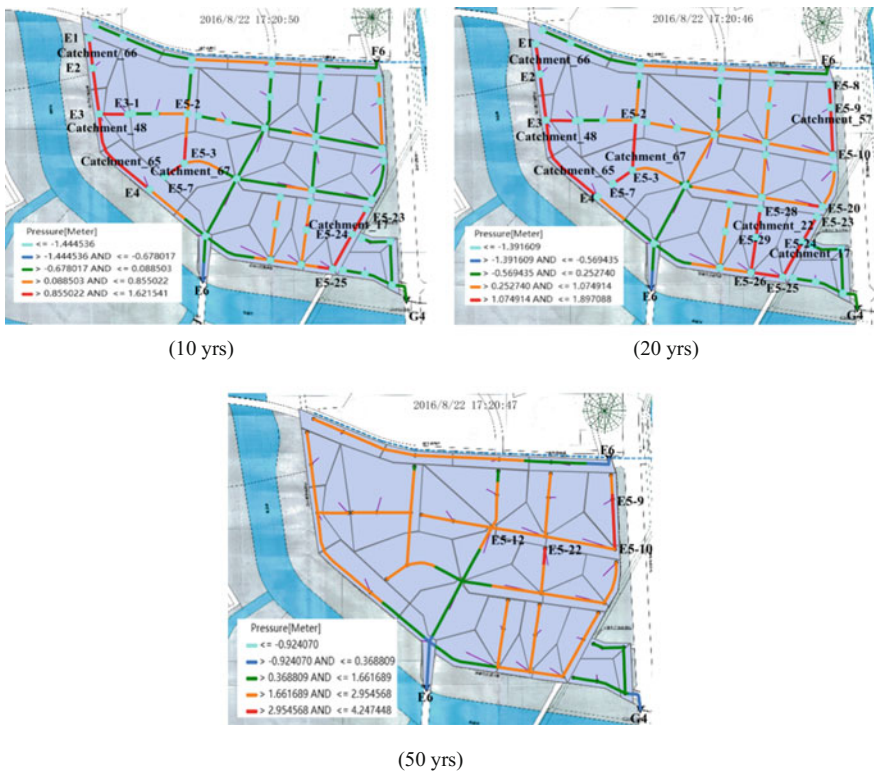 2016/8/22 17:20:50
E1
Catchment_66
E2
F6
E3
E3-1
E5-2
Catchment_48
E5-3
Catchment_65
Catchment_67
E5-7
E4
E5-23
Catchment_17
E5-24
E5-25
E6
G4
Pressure[Meter]
<= -1.444536
> -1.444536 AND <= -0.678017
> -0.678017 AND <= 0.088503
> 0.088503 AND <= 0.855022
> 0.855022 AND <= 1.621541
(10 yrs)
2016/8/22 17:20:46
E1
Catchment_66
E2
F6
E5-8
E5-9
Catchment_57
E3
E5-2
Catchment_48
Catchment_67
E5-10
Catchment_65
E5-3
E5-7
E4
E5-28
E5-20
E5-23
Catchment_22
E5-29
E5-24
Catchment_17
E5-26
E5-25
E6
G4
Pressure[Meter]
<= -1.391609
> -1.391609 AND <= -0.569435
> -0.569435 AND <= 0.252740
> 0.252740 AND <= 1.074914
> 1.074914 AND <= 1.897088
(20 yrs)
2016/8/22 17:20:47
F6
E5-9
E5-12
E5-22
E5-10
E6
G4
Pressure[Meter]
<= -0.924070
> -0.924070 AND <= 0.368809
> 0.368809 AND <= 1.661689
> 1.661689 AND <= 2.954568
> 2.954568 AND <= 4.247448
(50 yrs)